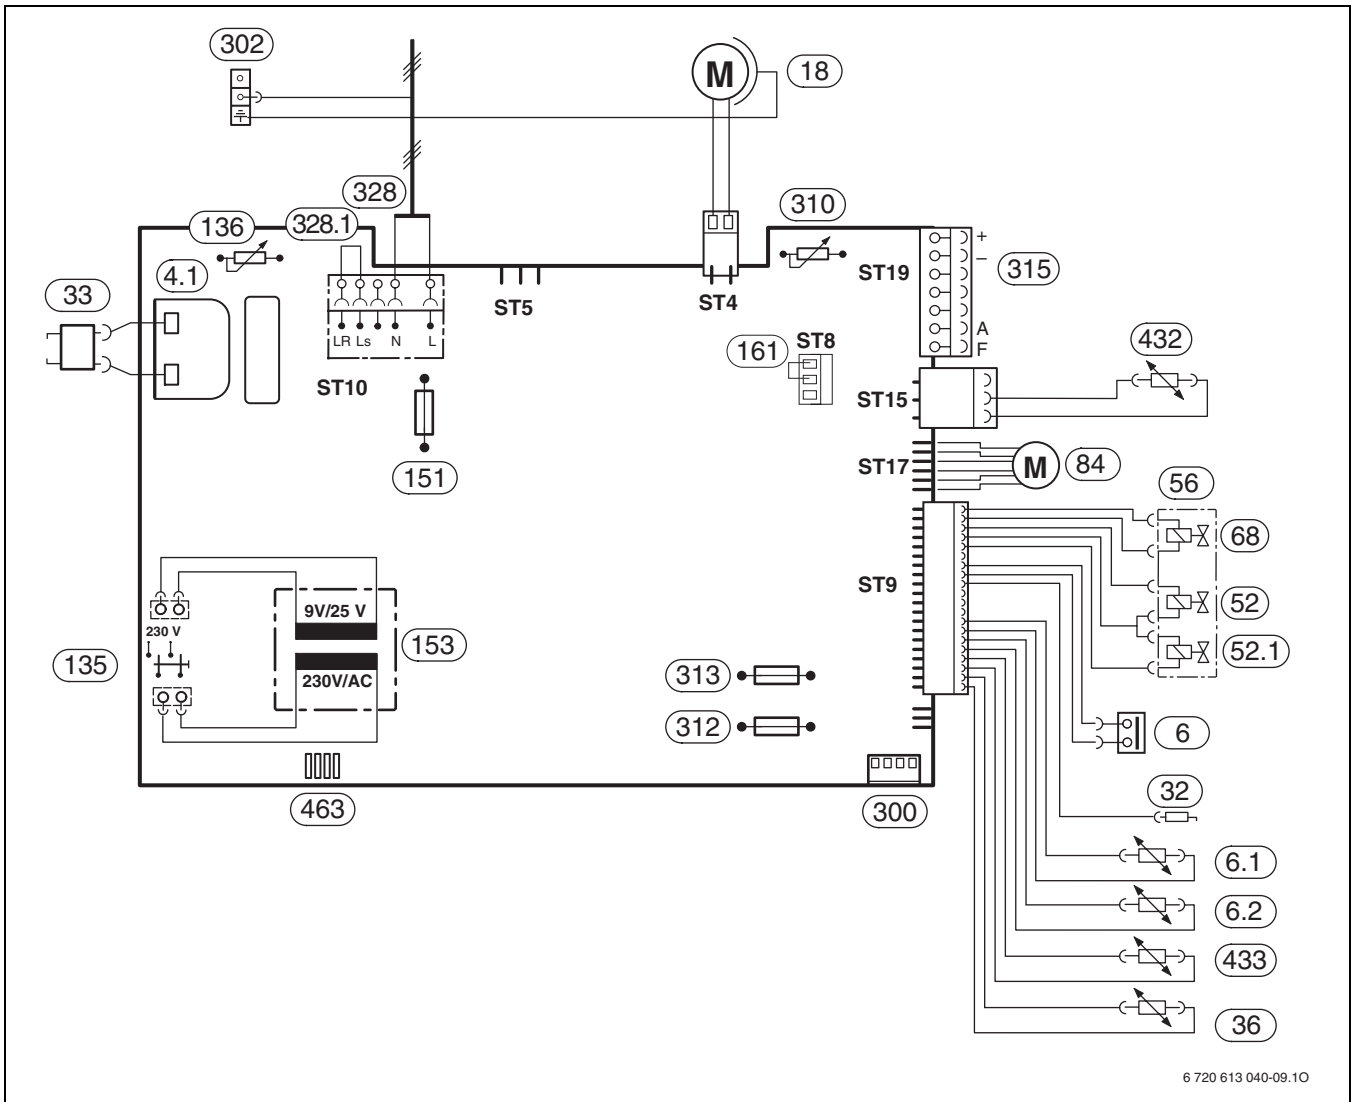 302
M
18
328
136
328.1
310
4.1
ST19
+
–
315
33
ST5
ST4
A
F
LR Ls N L
161
ST8
432
ST10
ST15
151
ST17
M
84
56
68
ST9
52
9V/25 V
230 V
135
153
52.1
230V/AC
313
312
6
463
300
32
6.1
6.2
433
36
6 720 613 040-09.1O